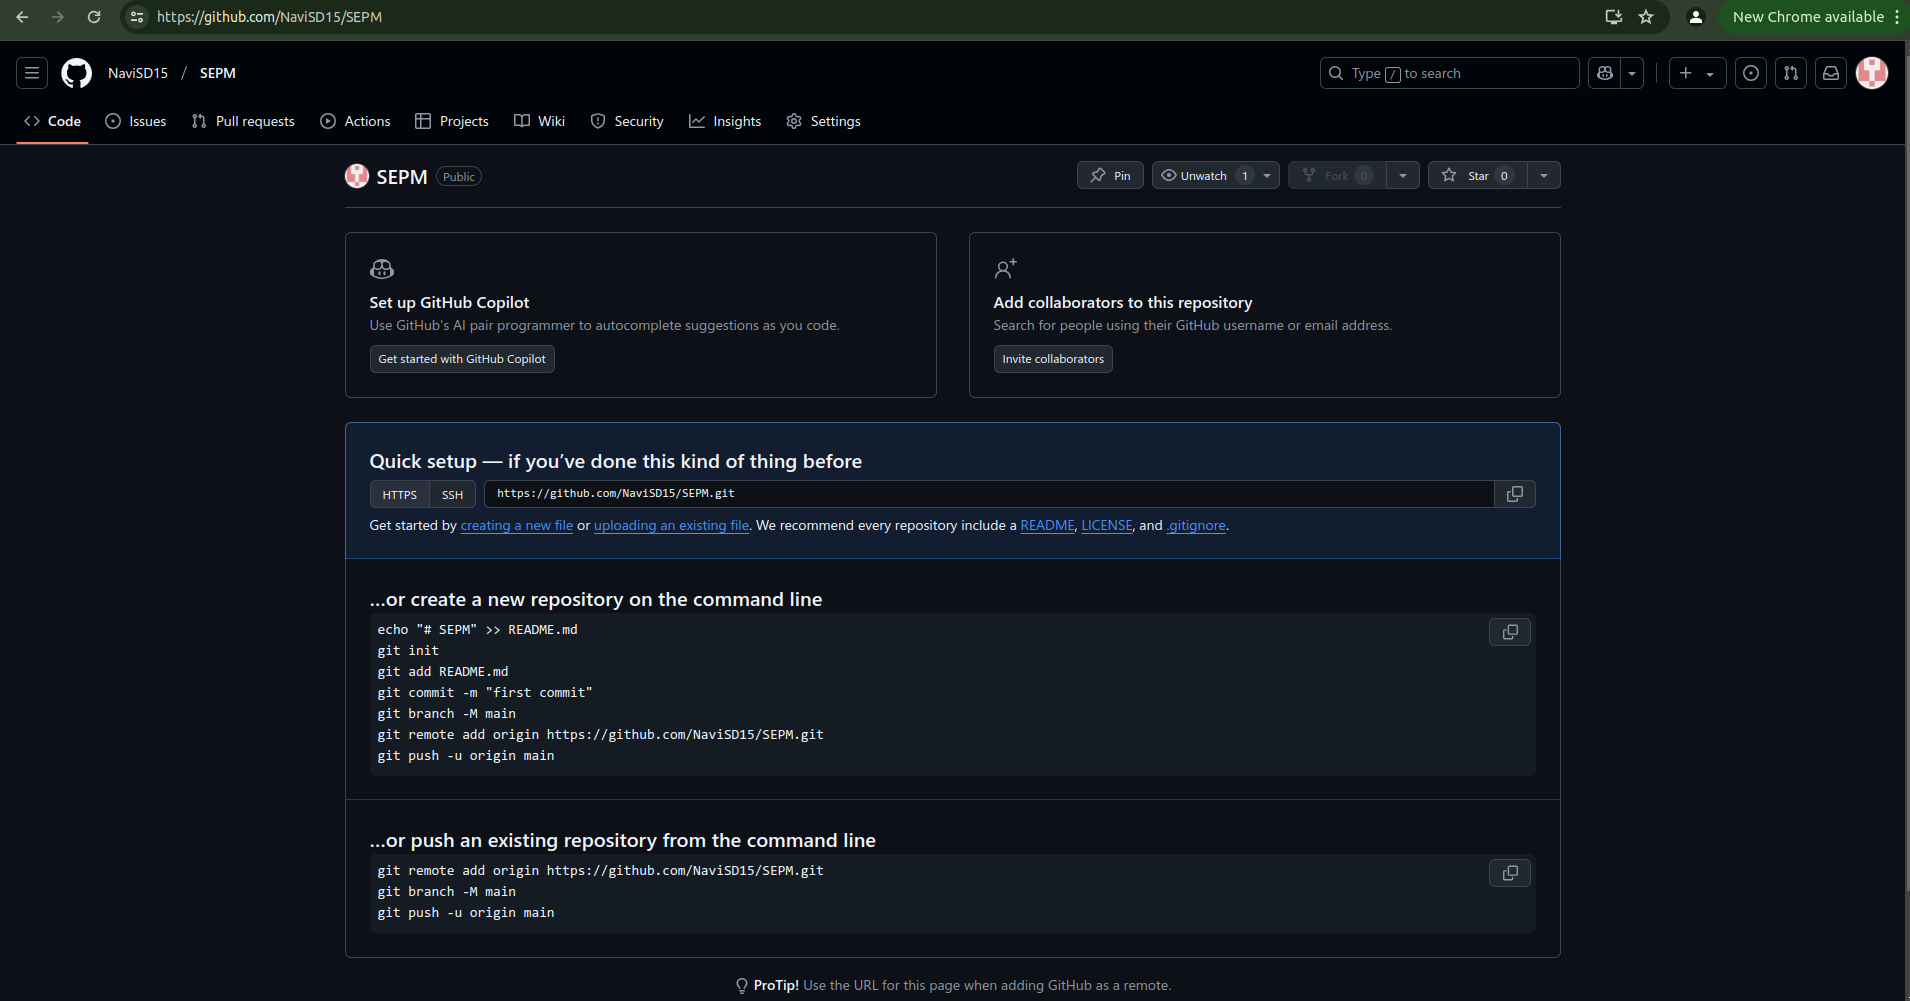 https://github.com/NaviSD15/SEPM
New Chrome available
NaviSD15 / SEPM
Type / to search
Code Issues Pull requests Actions Projects Wiki Security Insights Settings
SEPM Public
Pin Unwatch 1 Fork 0 Star 0
Set up GitHub Copilot
Use GitHub's AI pair programmer to autocomplete suggestions as you code.
Get started with GitHub Copilot
Add collaborators to this repository
Search for people using their GitHub username or email address.
Invite collaborators
Quick setup — if you’ve done this kind of thing before
HTTPS SSH https://github.com/NaviSD15/SEPM.git
Get started by creating a new file or uploading an existing file. We recommend every repository include a README, LICENSE, and .gitignore.
…or create a new repository on the command line
echo "# SEPM" >> README.md
git init
git add README.md
git commit -m "first commit"
git branch -M main
git remote add origin https://github.com/NaviSD15/SEPM.git
git push -u origin main
…or push an existing repository from the command line
git remote add origin https://github.com/NaviSD15/SEPM.git
git branch -M main
git push -u origin main
ProTip! Use the URL for this page when adding GitHub as a remote.